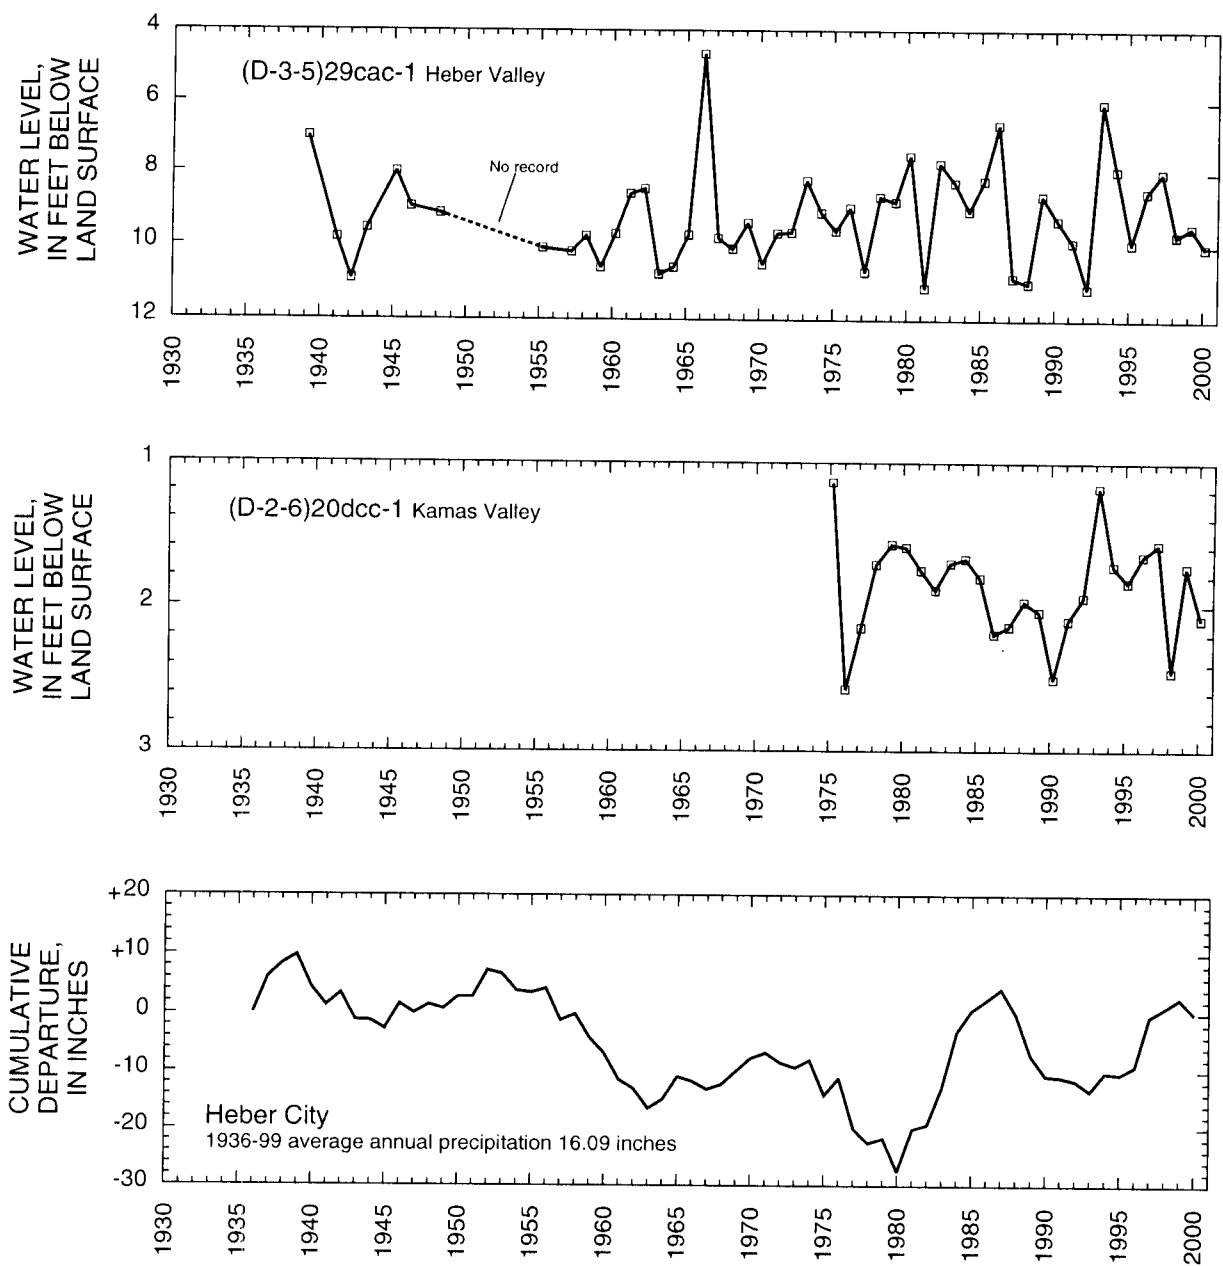 WATER LEVEL,
IN FEET BELOW
LAND SURFACE
4
6
8
10
12
(D-3-5)29cac-1 Heber Valley
No record
1930 1935 1940 1945 1950 1955 1960 1965 1970 1975 1980 1985 1990 1995 2000
WATER LEVEL,
IN FEET BELOW
LAND SURFACE
1
2
3
(D-2-6)20dcc-1 Kamas Valley
1930 1935 1940 1945 1950 1955 1960 1965 1970 1975 1980 1985 1990 1995 2000
CUMULATIVE
DEPARTURE,
IN INCHES
+20
+10
0
-10
-20
-30
Heber City
1936-99 average annual precipitation 16.09 inches
1930 1935 1940 1945 1950 1955 1960 1965 1970 1975 1980 1985 1990 1995 2000